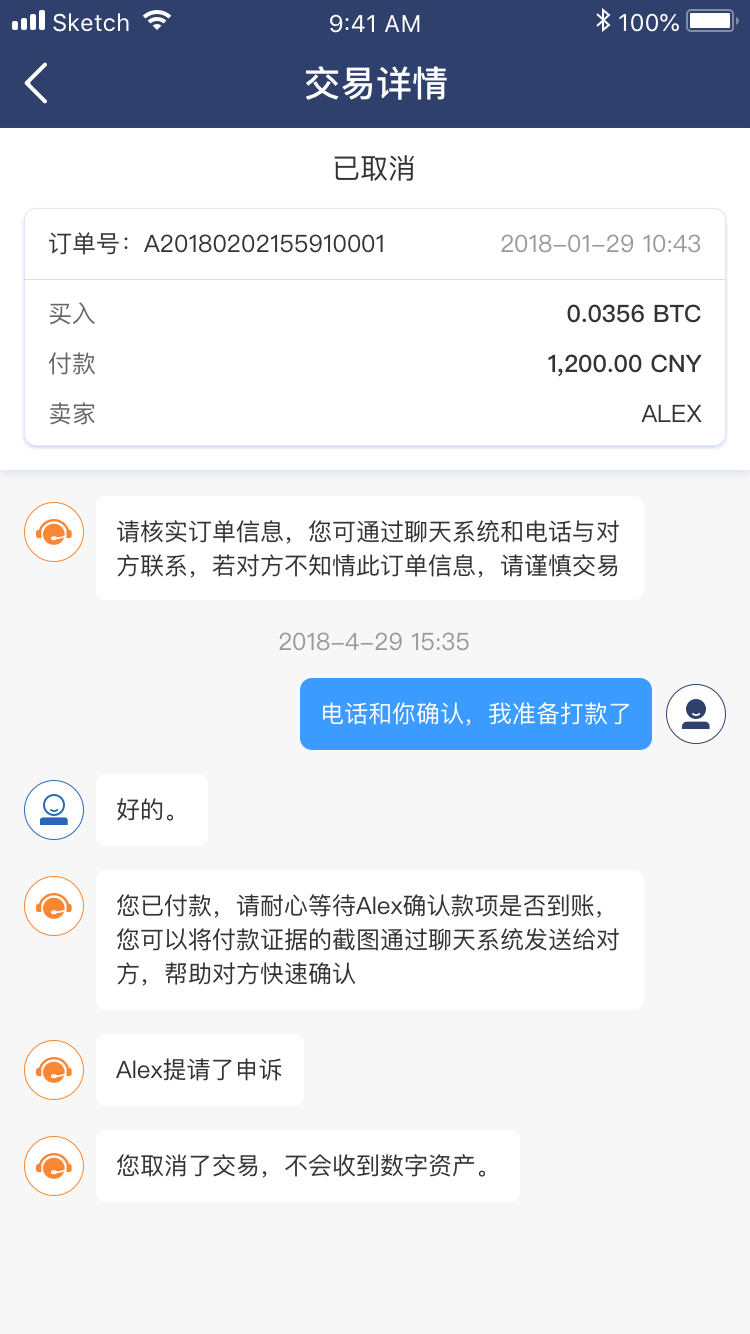 Sketch 9:41 AM 100%
交易详情
已取消
订单号：A20180202155910001 2018-01-29 10:43
买入 0.0356 BTC
付款 1,200.00 CNY
卖家 ALEX
请核实订单信息，您可通过聊天系统和电话与对
方联系，若对方不知情此订单信息，请谨慎交易
2018-4-29 15:35
电话和你确认，我准备打款了
好的。
您已付款，请耐心等待Alex确认款项是否到账，
您可以将付款证据的截图通过聊天系统发送给对
方，帮助对方快速确认
Alex提请了申诉
您取消了交易，不会收到数字资产。